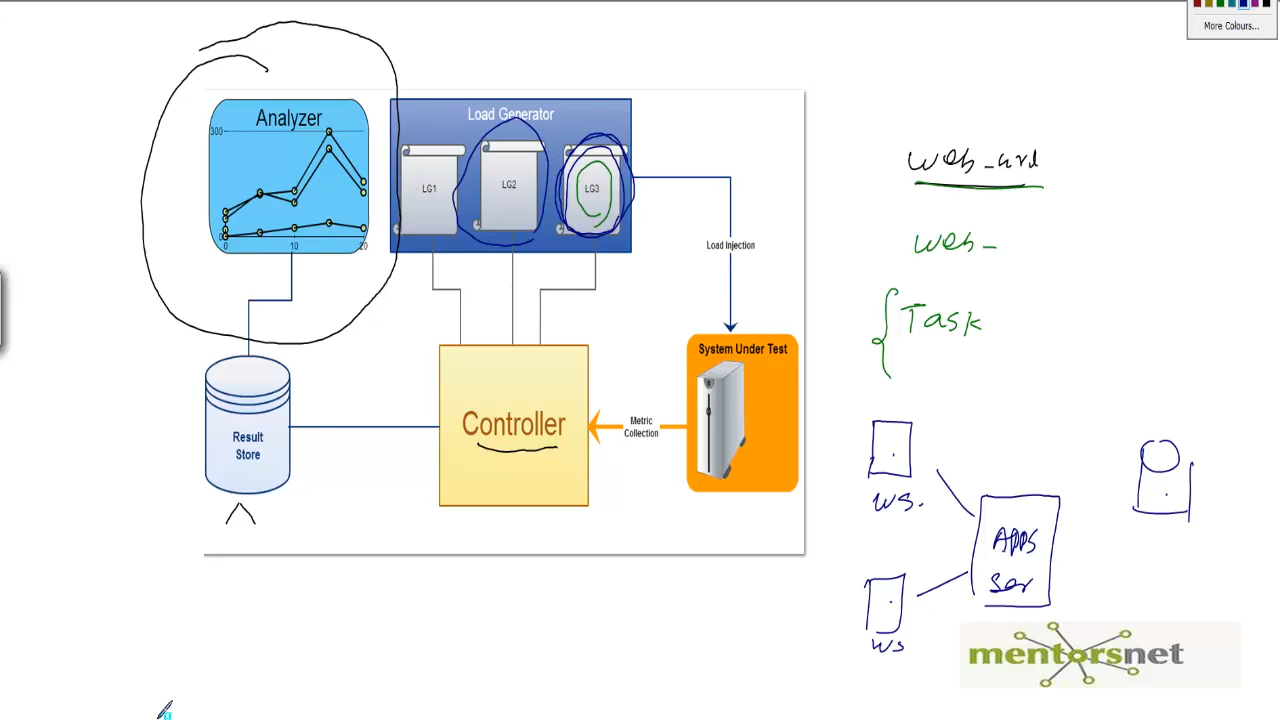 More Colours...
Analyzer
300
0
0
10
20
Load Generator
LG1
LG2
LG3
Load Injection
System Under Test
Controller
Metric
Collection
Result
Store
web_url
web_
{Task
WS.
APPS
Ser
WS
mentorsnet